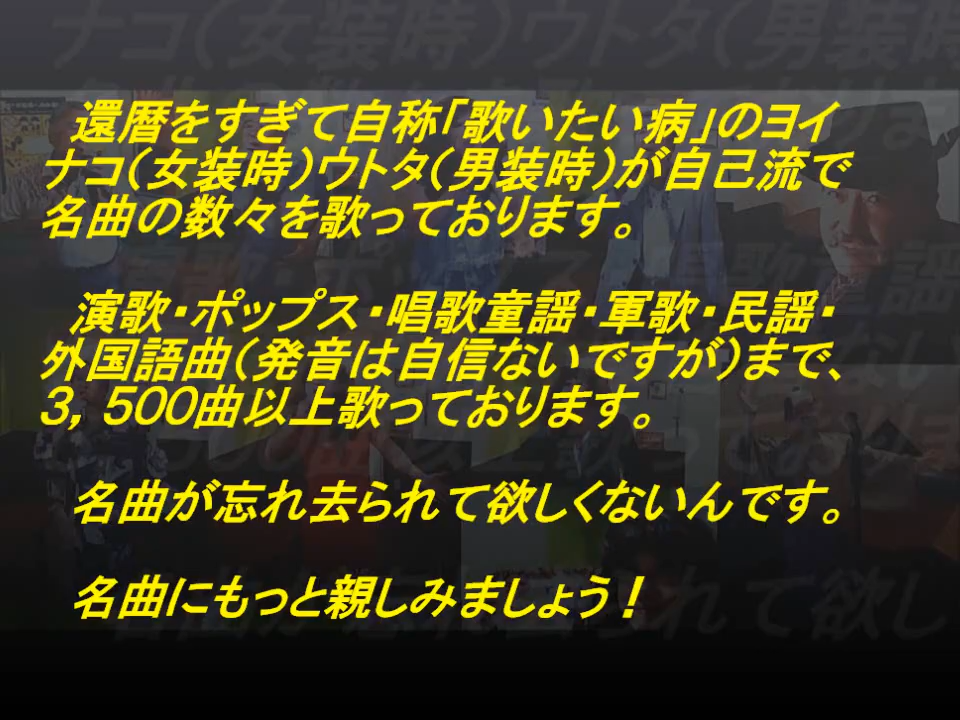 還暦をすぎて自称「歌いたい病」のヨイ
ナコ（女装時）ウトタ（男装時）が自己流で
名曲の数々を歌っております。
演歌・ポップス・唱歌童謡・軍歌・民謡・
外国語曲（発音は自信ないですが）まで、
３，５００曲以上歌っております。
名曲が忘れ去られて欲しくないんです。
名曲にもっと親しみましょう！